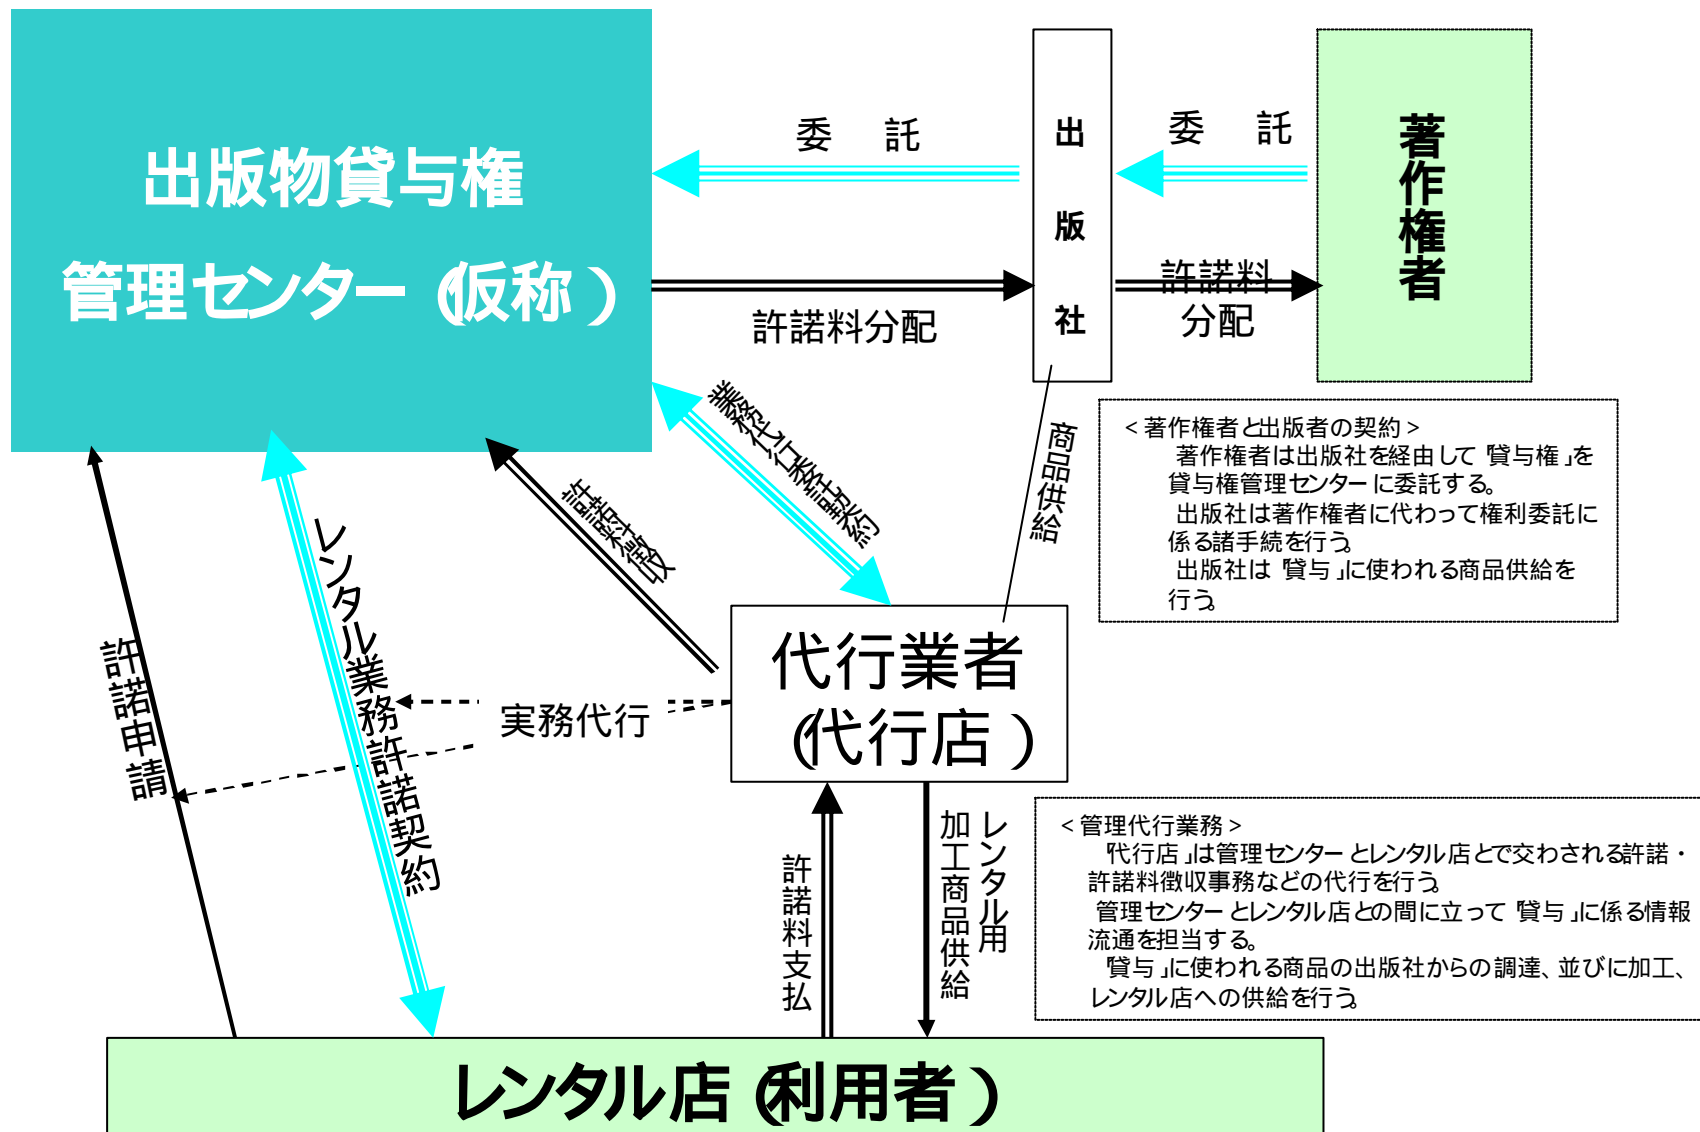 出版物貸与権
管理センター（仮称）
委　託
出版社
委　託
著作権者
許諾料分配
許諾料
分配
業務代行委託契約
許諾料徴収
商品供給
<著作権者と出版者の契約>
著作権者は出版社を経由して「貸与権」を
貸与権管理センターに委託する。
出版社は著作権者に代わって権利委託に
係る諸手続を行う。
出版社は「貸与」に使われる商品供給を
行う。
レンタル業務許諾契約
許諾申請
実務代行
代行業者
（代行店）
許諾料支払
レンタル用
加工商品供給
<管理代行業務>
「代行店」は管理センターとレンタル店とで交わされる許諾・
許諾料徴収事務などの代行を行う。
管理センターとレンタル店との間に立って「貸与」に係る情報
流通を担当する。
「貸与」に使われる商品の出版社からの調達、並びに加工、
レンタル店への供給を行う。
レンタル店（利用者）